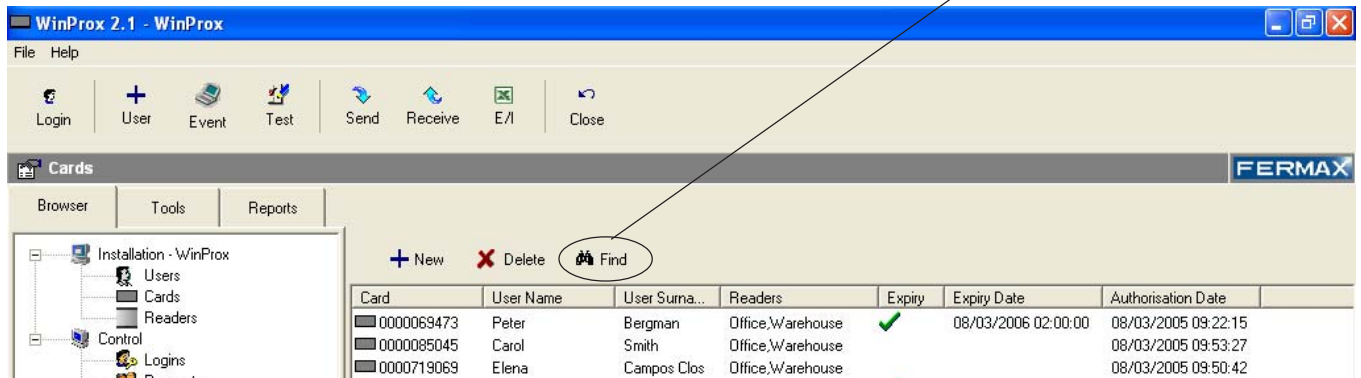 WinProx 2.1 - WinProx
File Help
Login User Event Test Send Receive E/I Close
Cards FERMAX
Browser Tools Reports
Installation - WinProx
Users
Cards
Readers
Control
Logins
New Delete Find
Card User Name User Surna... Readers Expiry Expiry Date Authorisation Date
0000069473 Peter Bergman Office,Warehouse 08/03/2006 02:00:00 08/03/2005 09:22:15
0000085045 Carol Smith Office,Warehouse 08/03/2005 09:53:27
0000719069 Elena Campos Clos Office,Warehouse 08/03/2005 09:50:42